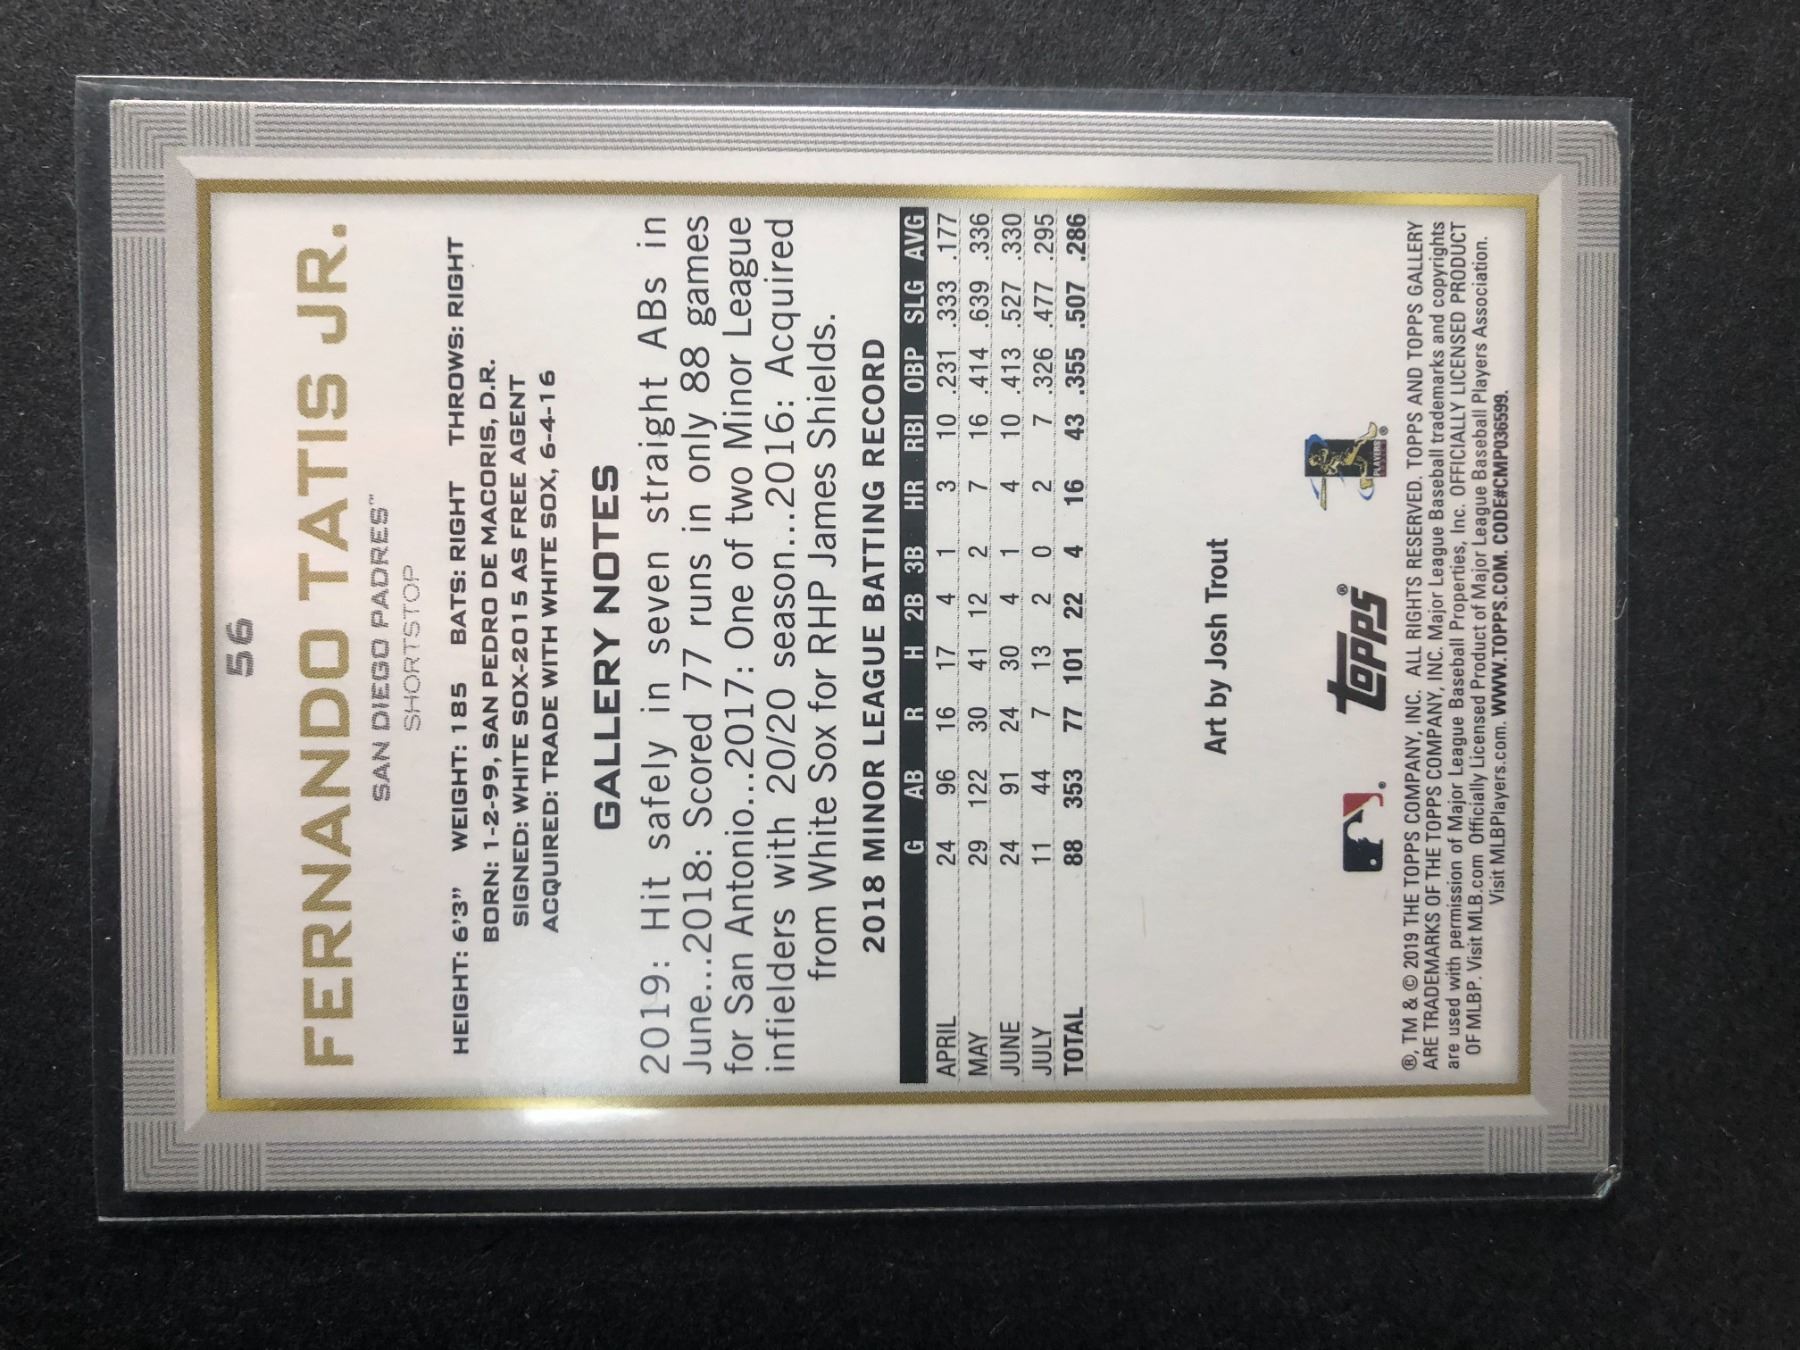 56
FERNANDO TATIS JR.
SAN DIEGO PADRES™
SHORTSTOP
HEIGHT: 6'3" WEIGHT: 185 BATS: RIGHT THROWS: RIGHT
BORN: 1-2-99, SAN PEDRO DE MACORIS, D.R.
SIGNED: WHITE SOX-2015 AS FREE AGENT
ACQUIRED: TRADE WITH WHITE SOX, 6-4-16
GALLERY NOTES
2019: Hit safely in seven straight ABs in
June...2018: Scored 77 runs in only 88 games
for San Antonio...2017: One of two Minor League
infielders with 20/20 season...2016: Acquired
from White Sox for RHP James Shields.
2018 MINOR LEAGUE BATTING RECORD
G AB R H 2B 3B HR RBI OBP SLG AVG
APRIL 24 96 16 17 4 1 3 10 .231 .333 .177
MAY 29 122 30 41 12 2 7 16 .414 .639 .336
JUNE 24 91 24 30 4 1 4 10 .413 .527 .330
JULY 11 44 7 13 2 0 2 7 .326 .477 .295
TOTAL 88 353 77 101 22 4 16 43 .355 .507 .286
Art by Josh Trout
topps®
®, TM & © 2019 THE TOPPS COMPANY, INC. ALL RIGHTS RESERVED. TOPPS AND TOPPS GALLERY
ARE TRADEMARKS OF THE TOPPS COMPANY, INC. Major League Baseball trademarks and copyrights
are used with permission of Major League Baseball Properties, Inc. OFFICIALLY LICENSED PRODUCT
OF MLBP. Visit MLB.com Officially Licensed Product of Major League Baseball Players Association.
Visit MLBPlayers.com. WWW.TOPPS.COM. CODE#CMP036599.